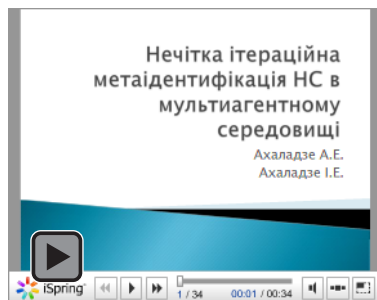 Нечітка ітераційна
метаідентифікація НС в
мультиагентному
середовищі
Ахаладзе А.Е.
Ахаладзе І.Е.
iSpring
1 / 34
00:01 / 00:34